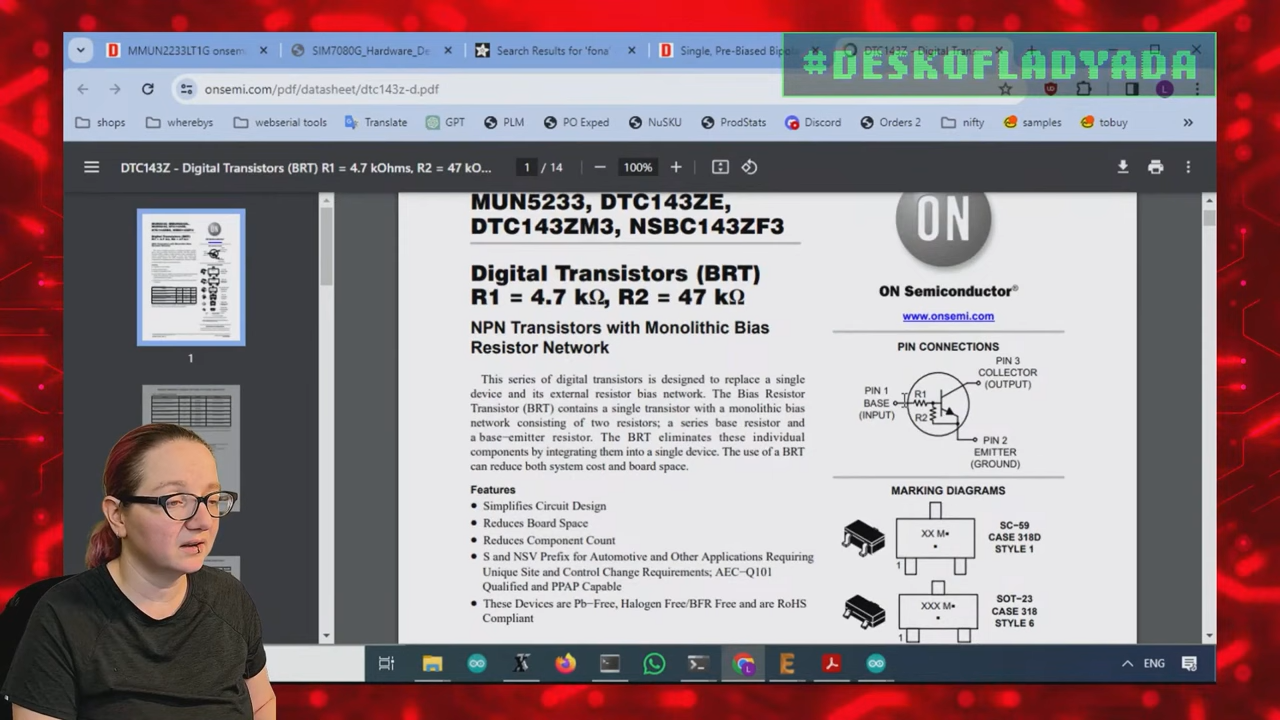 #DESKOFLADYADA
MMUN2233LT1G onsem
SIM7080G_Hardware_De
Search Results for 'fona
Single, Pre-Biased Bipo
DTC143Z - Digital Tran
onsemi.com/pdf/datasheet/dtc143z-d.pdf
shops
wherebys
webserial tools
Translate
GPT
PLM
PO Exped
NuSKU
ProdStats
Discord
Orders 2
nifty
samples
tobuy
DTC143Z - Digital Transistors (BRT) R1 = 4.7 kOhms, R2 = 47 kO...
1 / 14
100%
1
MUN5233, DTC143ZE,
DTC143ZM3, NSBC143ZF3
Digital Transistors (BRT)
R1 = 4.7 kΩ, R2 = 47 kΩ
NPN Transistors with Monolithic Bias
Resistor Network
This series of digital transistors is designed to replace a single
device and its external resistor bias network. The Bias Resistor
Transistor (BRT) contains a single transistor with a monolithic bias
network consisting of two resistors; a series base resistor and
a base−emitter resistor. The BRT eliminates these individual
components by integrating them into a single device. The use of a BRT
can reduce both system cost and board space.
Features
• Simplifies Circuit Design
• Reduces Board Space
• Reduces Component Count
• S and NSV Prefix for Automotive and Other Applications Requiring
Unique Site and Control Change Requirements; AEC−Q101
Qualified and PPAP Capable
• These Devices are Pb−Free, Halogen Free/BFR Free and are RoHS
Compliant
ON
ON Semiconductor®
www.onsemi.com
PIN CONNECTIONS
PIN 3
COLLECTOR
(OUTPUT)
PIN 1
BASE
(INPUT)
R1
R2
PIN 2
EMITTER
(GROUND)
MARKING DIAGRAMS
XX M▪
▪
1
SC−59
CASE 318D
STYLE 1
XXX M▪
▪
1
SOT−23
CASE 318
STYLE 6
ENG